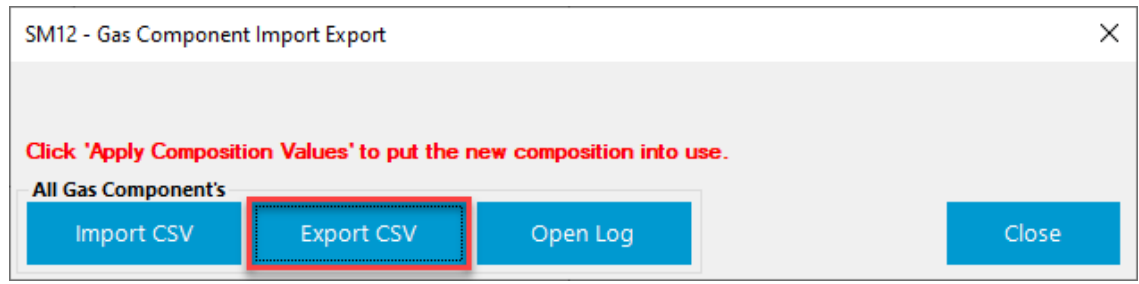 SM12 - Gas Component Import Export
Click 'Apply Composition Values' to put the new composition into use.
All Gas Component's
Import CSV Export CSV Open Log Close